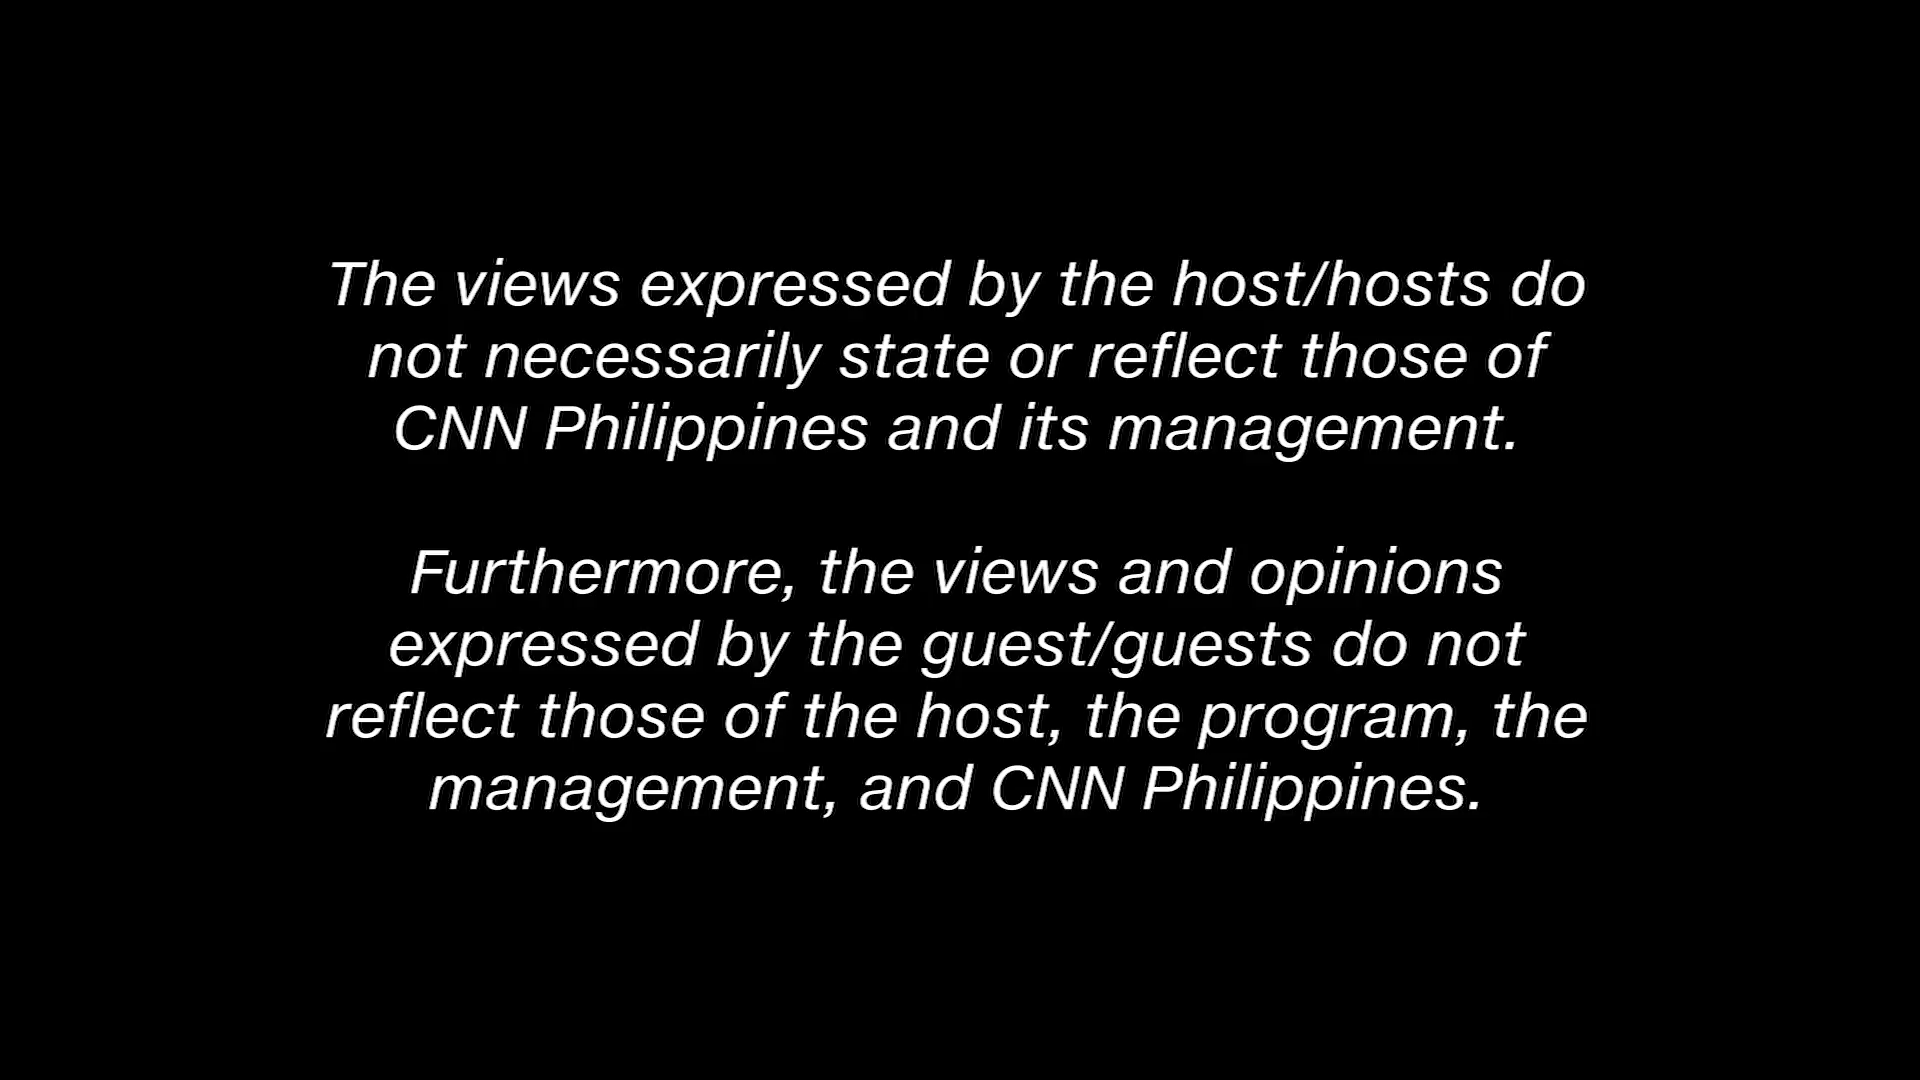 The views expressed by the host/hosts do
not necessarily state or reflect those of
CNN Philippines and its management.
Furthermore, the views and opinions
expressed by the guest/guests do not
reflect those of the host, the program, the
management, and CNN Philippines.